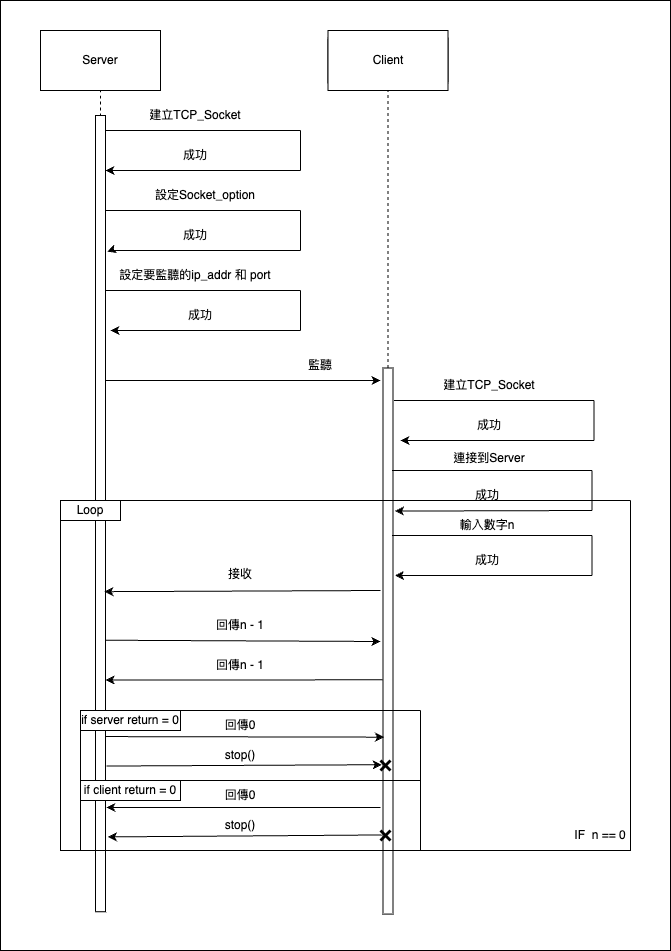 Server
Client
建立TCP_Socket
成功
設定Socket_option
成功
設定要監聽的ip_addr 和 port
成功
監聽
建立TCP_Socket
成功
連接到Server
成功
Loop
輸入數字n
成功
接收
回傳n - 1
回傳n - 1
if server return = 0
回傳0
stop()
if client return = 0
回傳0
stop()
IF n == 0